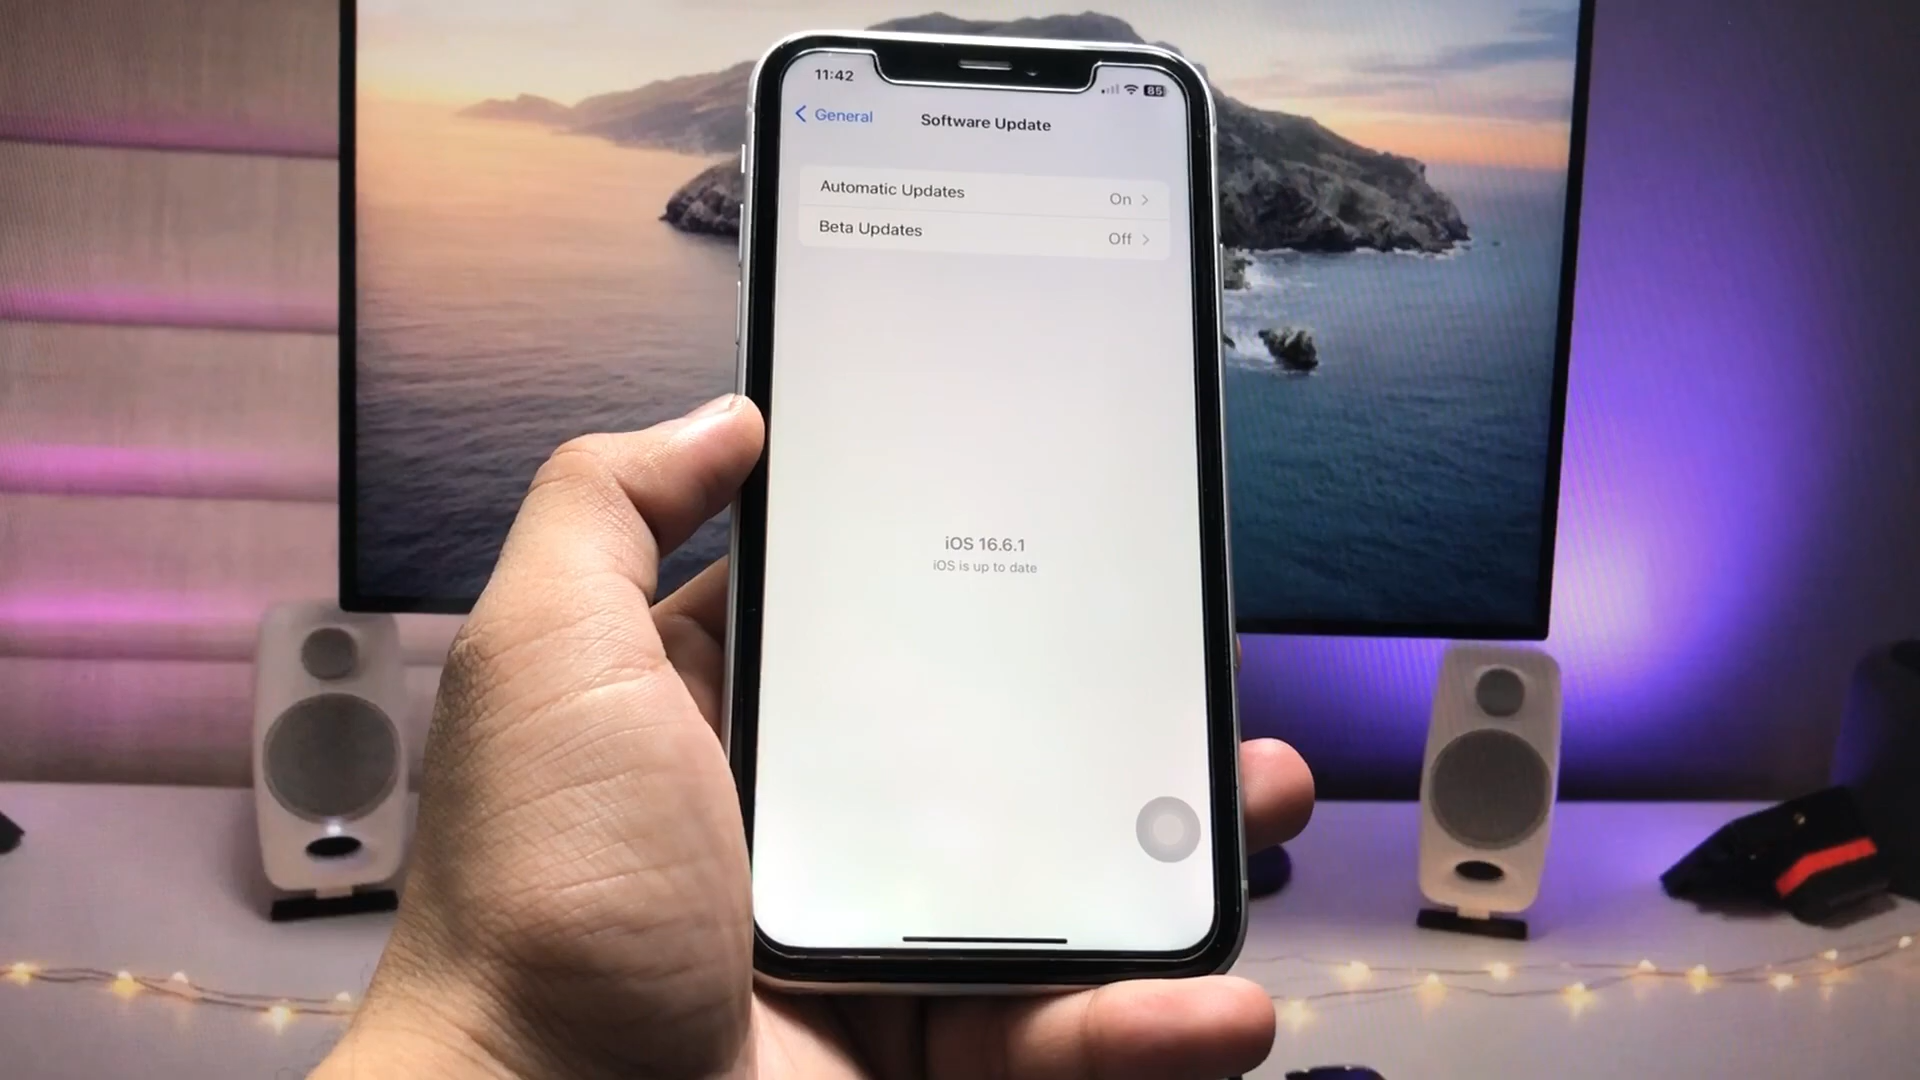 11:42
85
General
Software Update
Automatic Updates On
Beta Updates Off
iOS 16.6.1
iOS is up to date